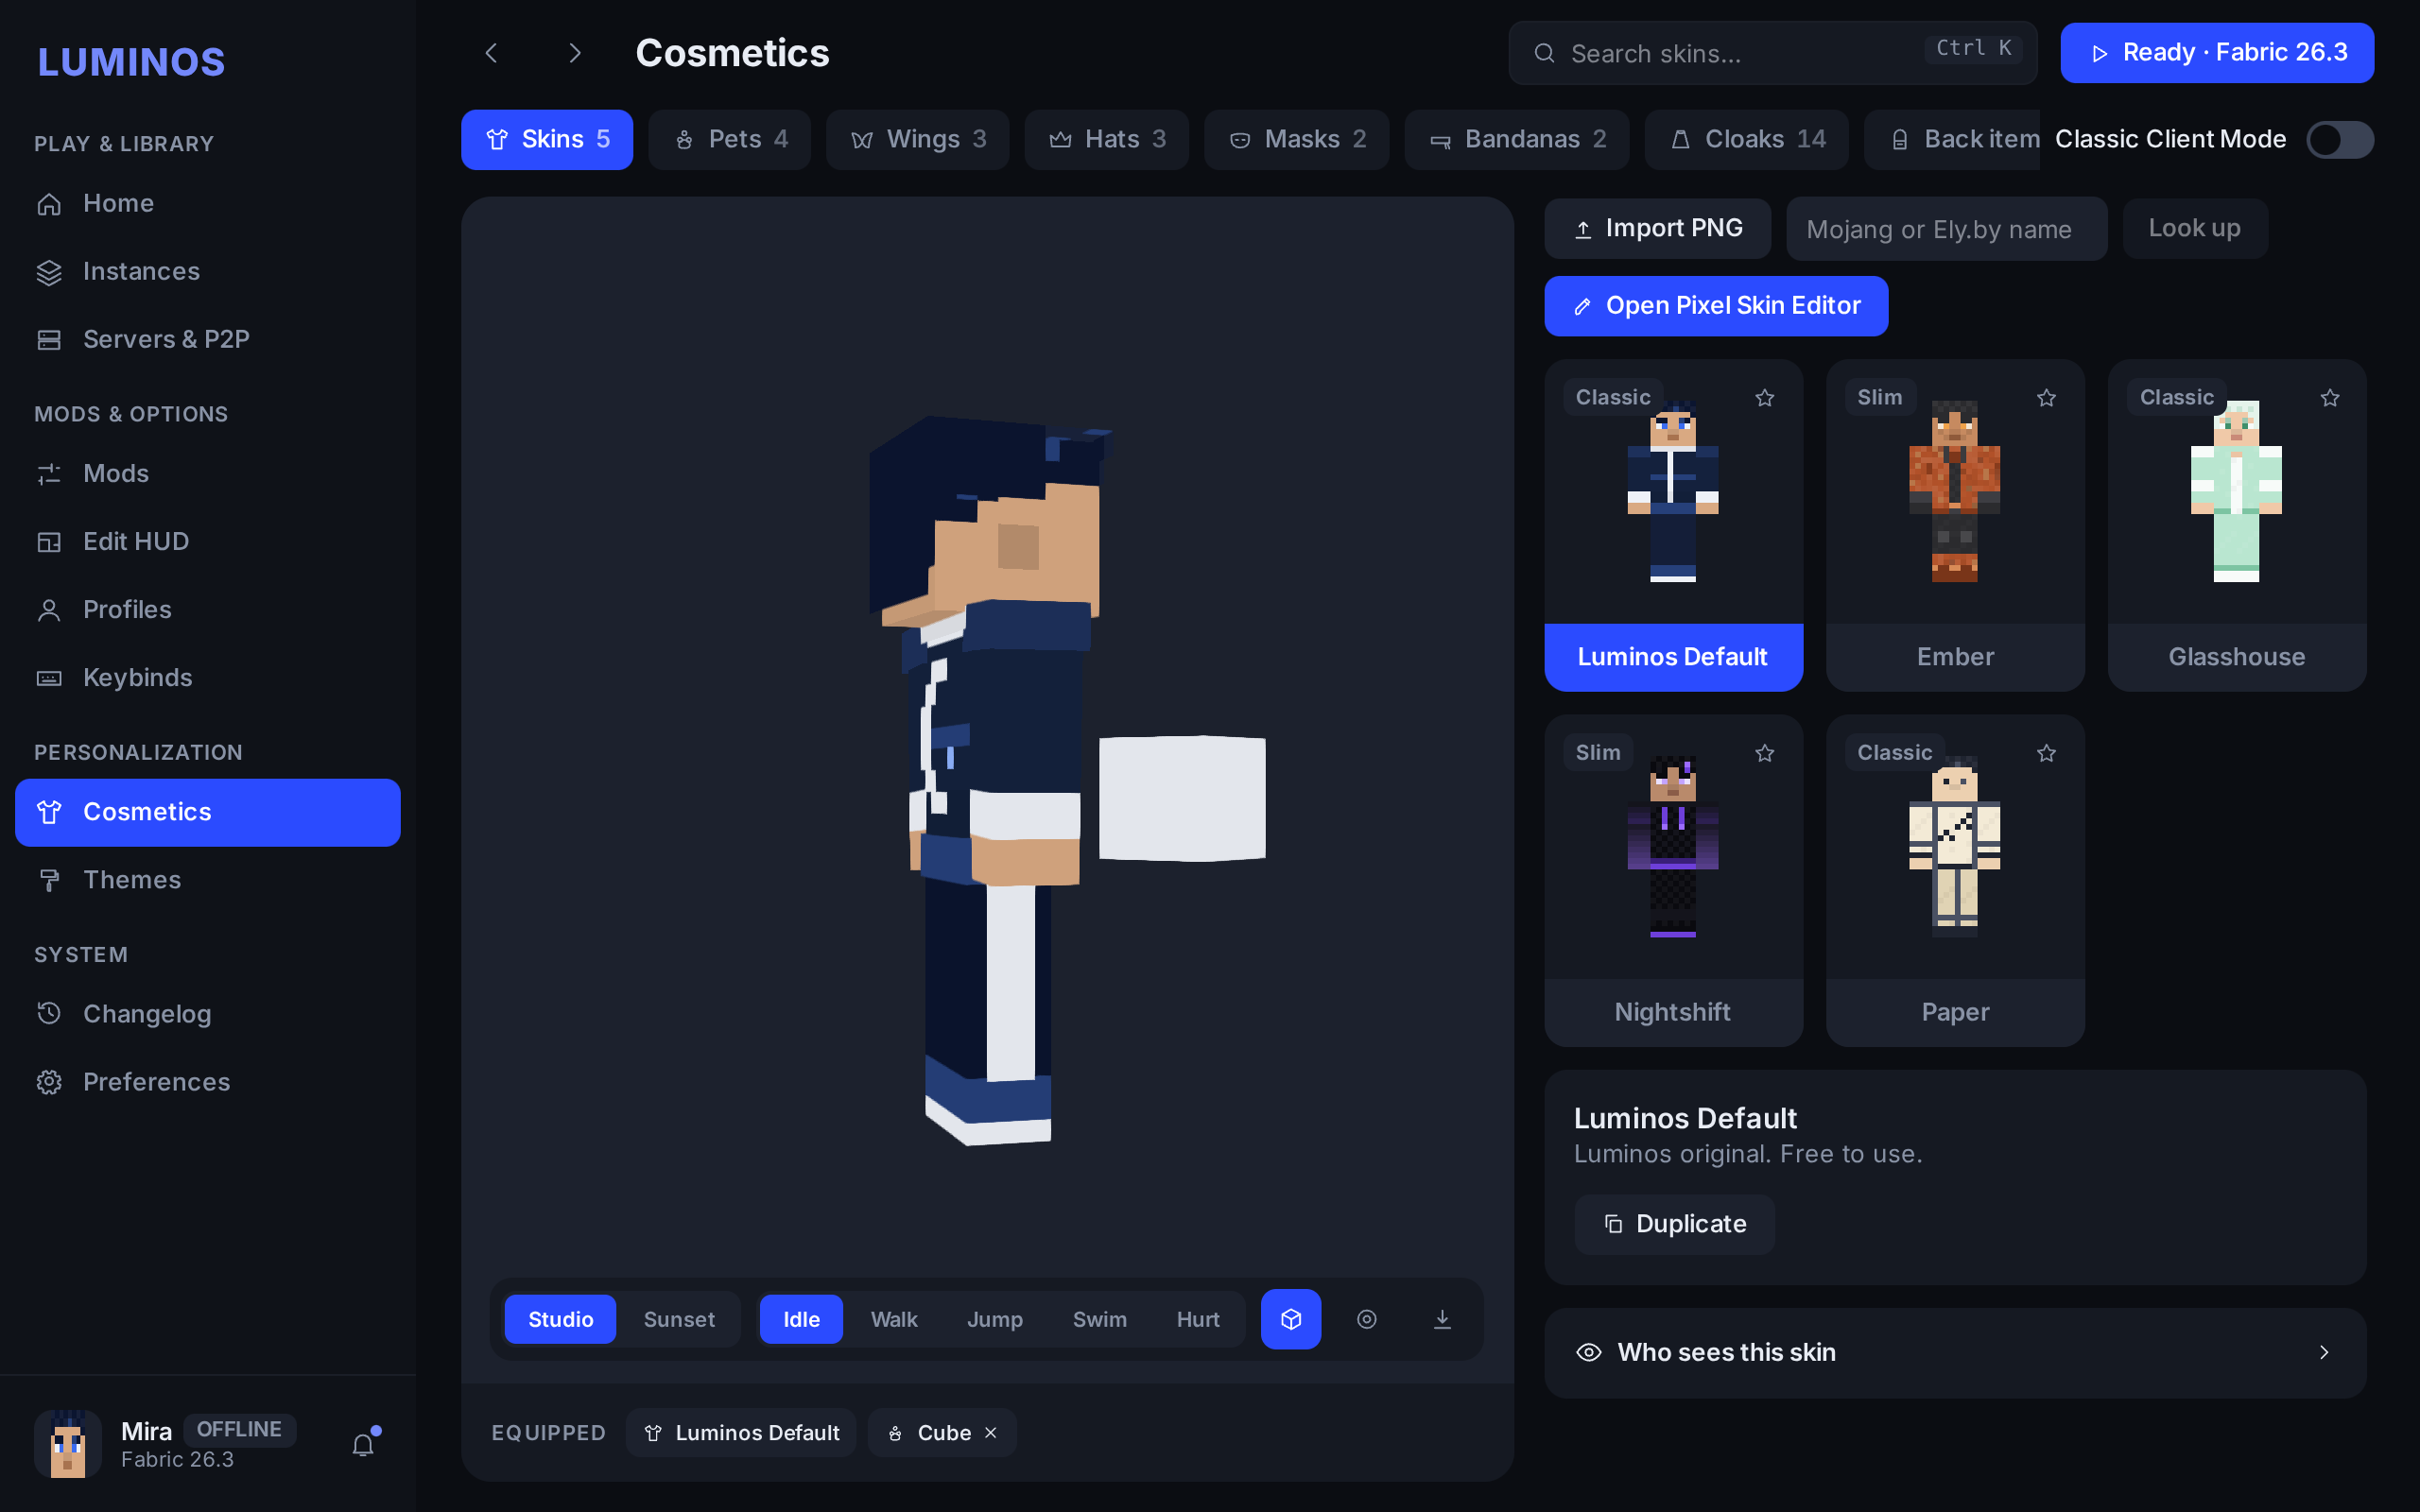 LUMINOS
PLAY & LIBRARY
Home
Instances
Servers & P2P
MODS & OPTIONS
Mods
Edit HUD
Profiles
Keybinds
PERSONALIZATION
Cosmetics
Themes
SYSTEM
Changelog
Preferences
Mira OFFLINE
Fabric 26.3
Cosmetics
Search skins... Ctrl K
Ready · Fabric 26.3
Skins 5 Pets 4 Wings 3 Hats 3 Masks 2 Bandanas 2 Cloaks 14 Back item Classic Client Mode
Import PNG Mojang or Ely.by name Look up
Open Pixel Skin Editor
Classic Slim Classic
Luminos Default Ember Glasshouse
Slim Classic
Nightshift Paper
Luminos Default
Luminos original. Free to use.
Duplicate
Who sees this skin
Studio Sunset Idle Walk Jump Swim Hurt
EQUIPPED Luminos Default Cube